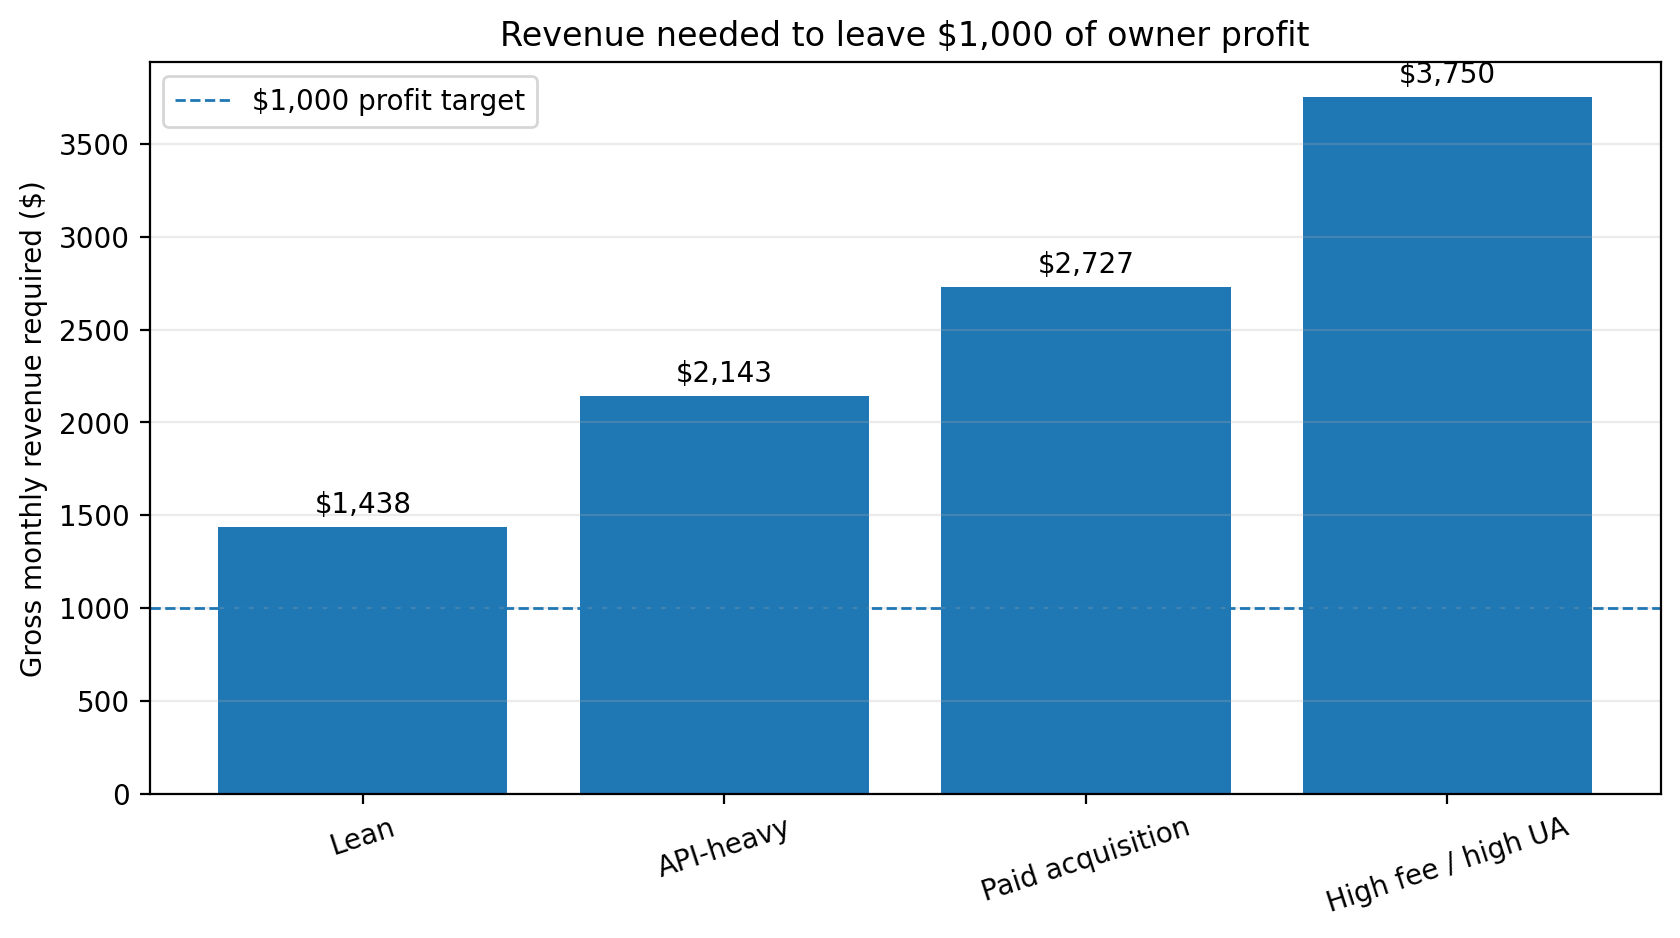 Revenue needed to leave $1,000 of owner profit
$1,000 profit target
Gross monthly revenue required ($)
3500
3000
2500
2000
1500
1000
500
0
$1,438
$2,143
$2,727
$3,750
Lean
API-heavy
Paid acquisition
High fee / high UA